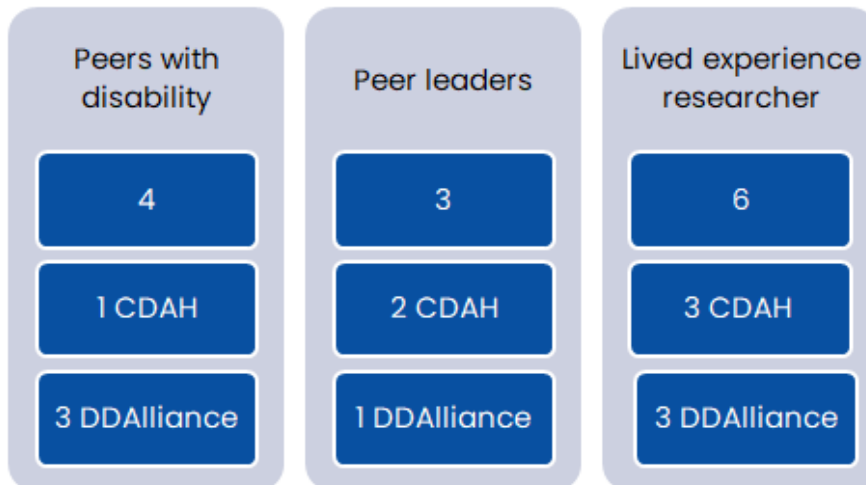 Peers with
disability
4
1 CDAH
3 DDAlliance
Peer leaders
3
2 CDAH
1 DDAlliance
Lived experience
researcher
6
3 CDAH
3 DDAlliance